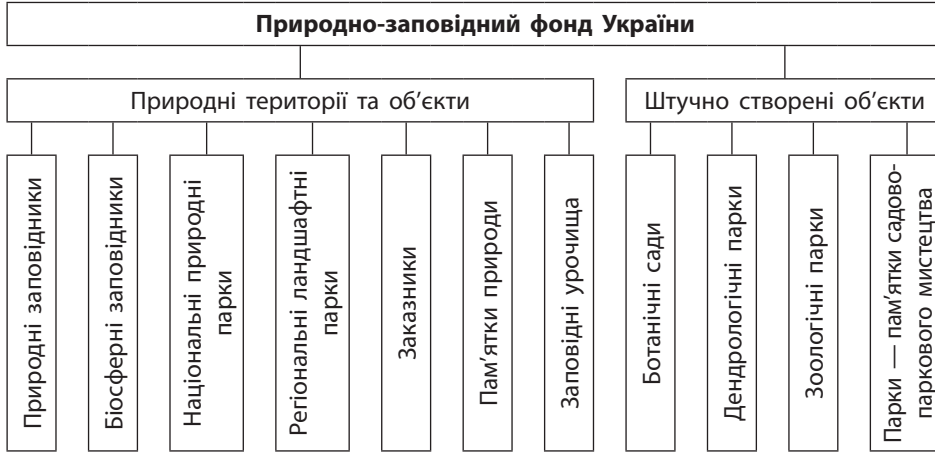 Природно-заповідний фонд України
Природні території та об’єкти
Штучно створені об’єкти
Природні заповідники
Біосферні заповідники
Національні природні
парки
Регіональні ландшафтні
парки
Заказники
Пам’ятки природи
Заповідні урочища
Ботанічні сади
Дендрологічні парки
Зоологічні парки
Парки — пам’ятки садово-
паркового мистецтва